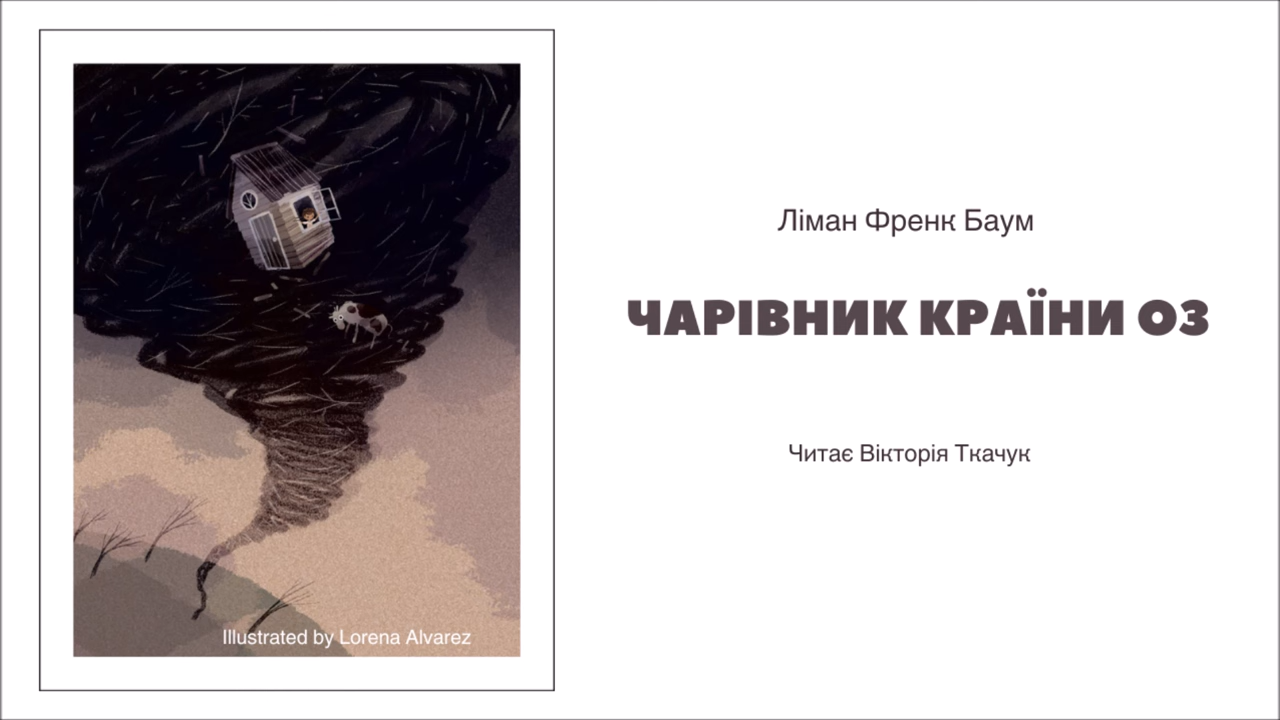 Ліман Френк Баум
ЧАРІВНИК КРАЇНИ ОЗ
Читає Вікторія Ткачук
Illustrated by Lorena Alvarez